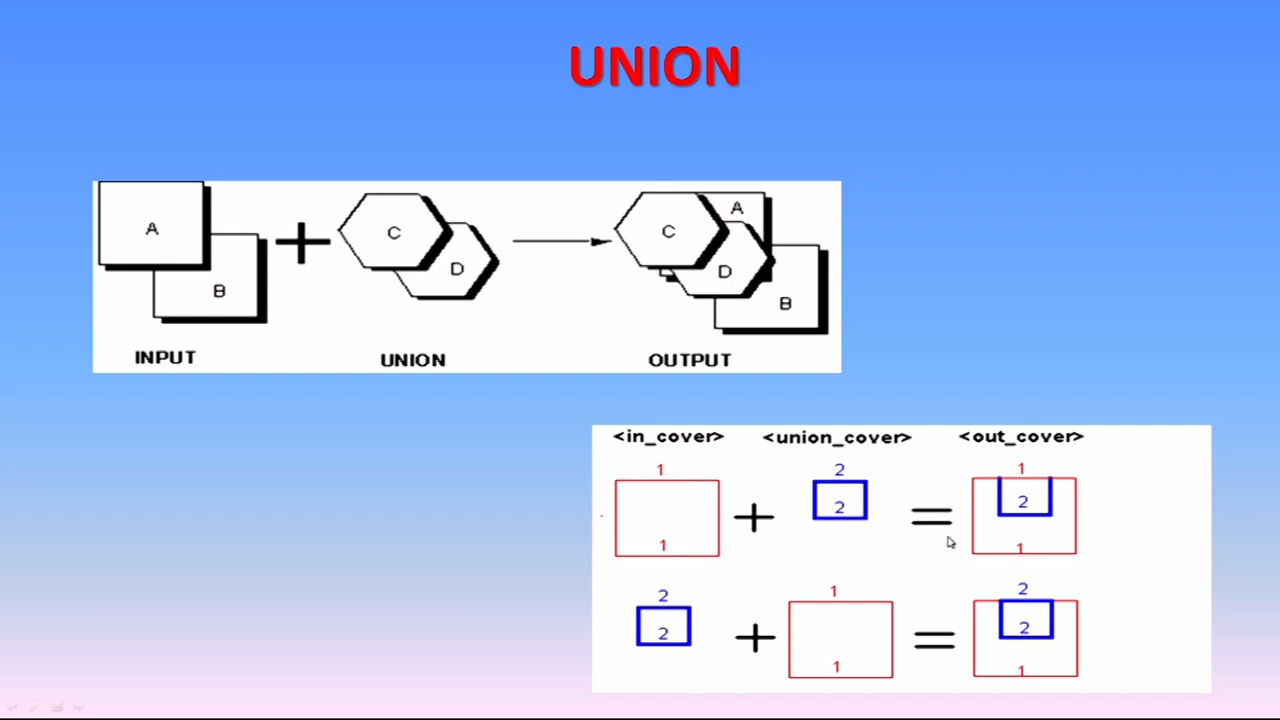 UNION
A
B
C
D
C
A
D
B
INPUT UNION OUTPUT
<in_cover> <union_cover> <out_cover>
1 2 1
2 2
1 1
2 1 2
2 2
1 1